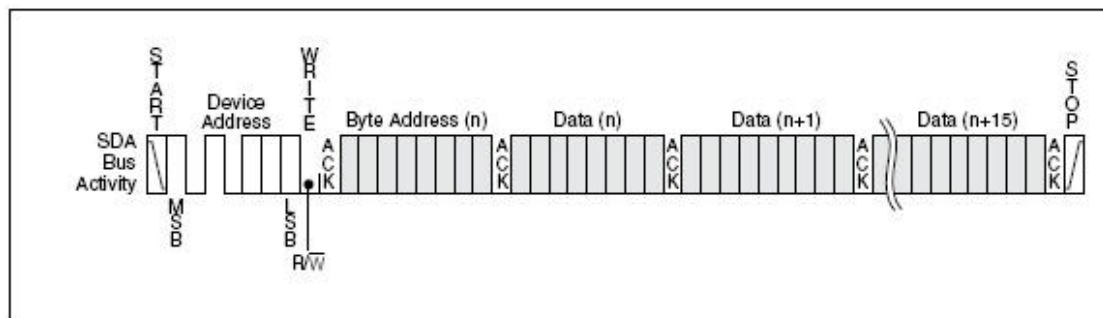 START
WRITE
STOP
Device
Address
Byte Address (n)
Data (n)
Data (n+1)
Data (n+15)
SDA
Bus
Activity
ACK
ACK
ACK
ACK
ACK
MSB
LSB
R/W̅